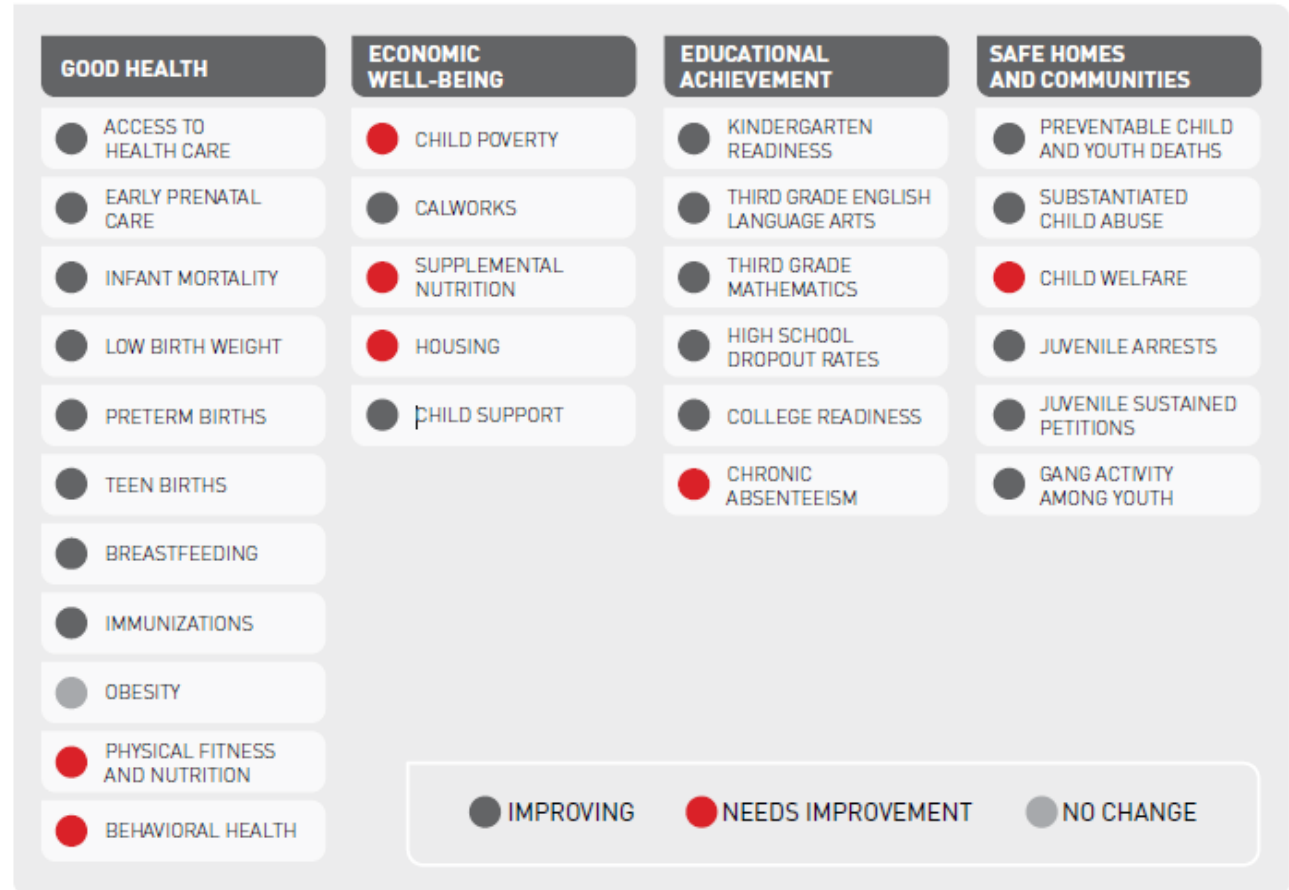 GOOD HEALTH
ACCESS TO
HEALTH CARE
EARLY PRENATAL
CARE
INFANT MORTALITY
LOW BIRTH WEIGHT
PRETERM BIRTHS
TEEN BIRTHS
BREASTFEEDING
IMMUNIZATIONS
OBESITY
PHYSICAL FITNESS
AND NUTRITION
BEHAVIORAL HEALTH
ECONOMIC
WELL-BEING
CHILD POVERTY
CALWORKS
SUPPLEMENTAL
NUTRITION
HOUSING
CHILD SUPPORT
EDUCATIONAL
ACHIEVEMENT
KINDERGARTEN
READINESS
THIRD GRADE ENGLISH
LANGUAGE ARTS
THIRD GRADE
MATHEMATICS
HIGH SCHOOL
DROPOUT RATES
COLLEGE READINESS
CHRONIC
ABSENTEEISM
SAFE HOMES
AND COMMUNITIES
PREVENTABLE CHILD
AND YOUTH DEATHS
SUBSTANTIATED
CHILD ABUSE
CHILD WELFARE
JUVENILE ARRESTS
JUVENILE SUSTAINED
PETITIONS
GANG ACTIVITY
AMONG YOUTH
IMPROVING
NEEDS IMPROVEMENT
NO CHANGE